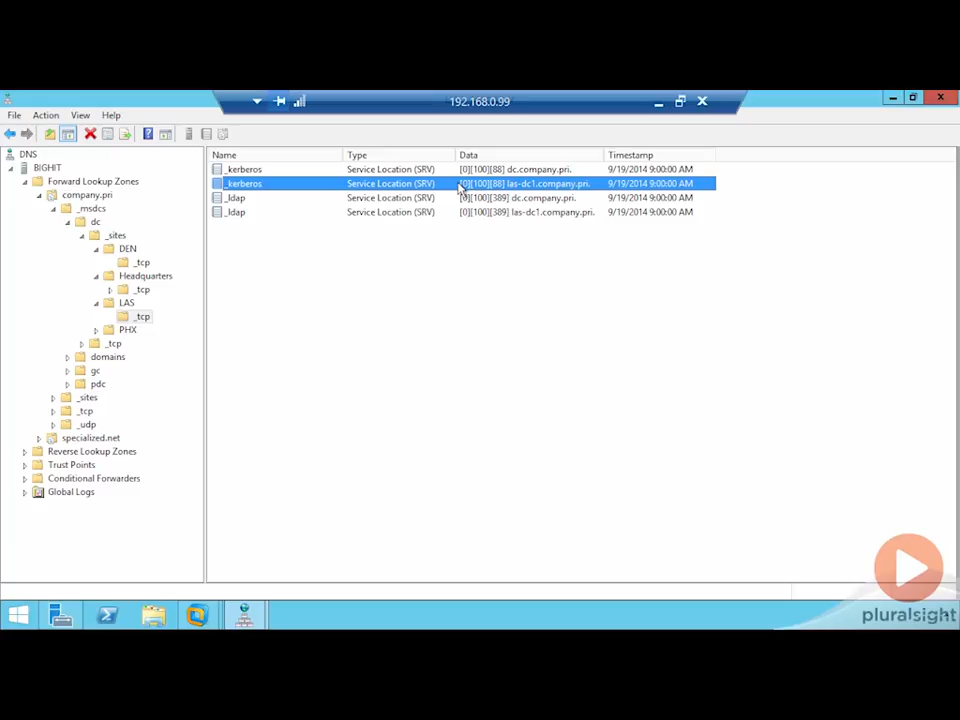 192.168.0.99
File Action View Help
DNS
BIGHIT
Forward Lookup Zones
company.pri
_msdcs
dc
_sites
DEN
_tcp
Headquarters
_tcp
LAS
_tcp
PHX
_tcp
domains
gc
pdc
_sites
_tcp
_udp
specialized.net
Reverse Lookup Zones
Trust Points
Conditional Forwarders
Global Logs
Name Type Data Timestamp
_kerberos Service Location (SRV) [0][100][88] dc.company.pri. 9/19/2014 9:00:00 AM
_kerberos Service Location (SRV) [0][100][88] las-dc1.company.pri. 9/19/2014 9:00:00 AM
_ldap Service Location (SRV) [0][100][389] dc.company.pri. 9/19/2014 9:00:00 AM
_ldap Service Location (SRV) [0][100][389] las-dc1.company.pri. 9/19/2014 9:00:00 AM
pluralsight